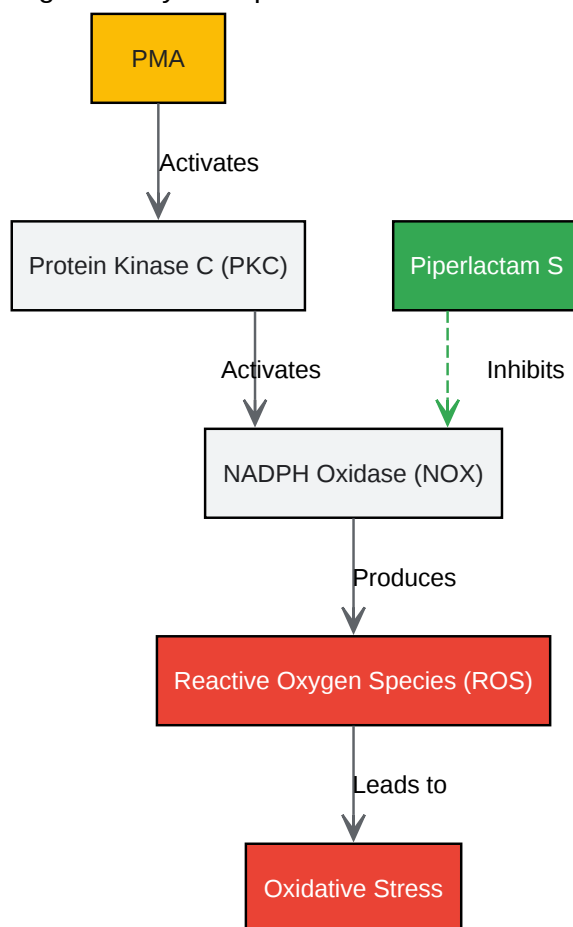 PMA
Activates
Protein Kinase C (PKC)
Piperlactam S
Activates
Inhibits
NADPH Oxidase (NOX)
Produces
Reactive Oxygen Species (ROS)
Leads to
Oxidative Stress